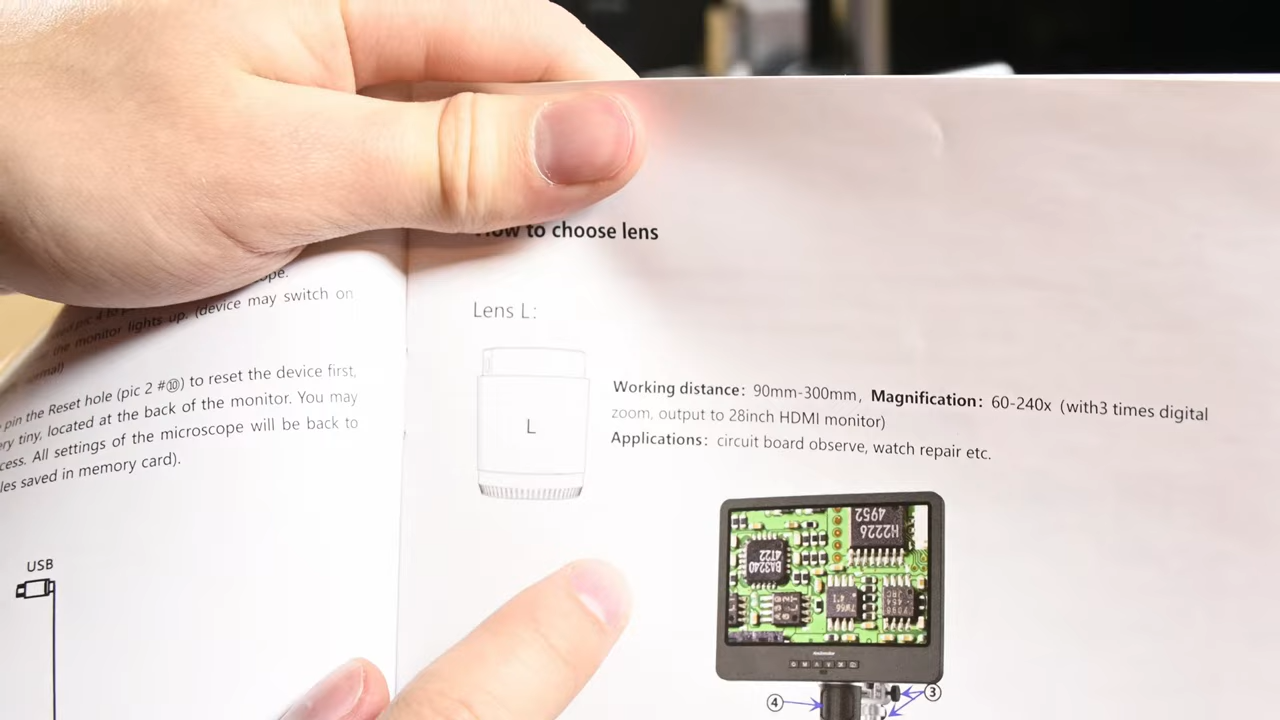 How to choose lens
ope.
(device may switch on
the monitor lights up.
pin the Reset hole (pic 2 #⑩) to reset the device first,
ery tiny, located at the back of the monitor. You may
cess. All settings of the microscope will be back to
les saved in memory card).
USB
Lens L:
L
Working distance: 90mm-300mm, Magnification: 60-240x (with3 times digital
zoom, output to 28inch HDMI monitor)
Applications: circuit board observe, watch repair etc.
H2226
4952
BA3240
4T22
④
③